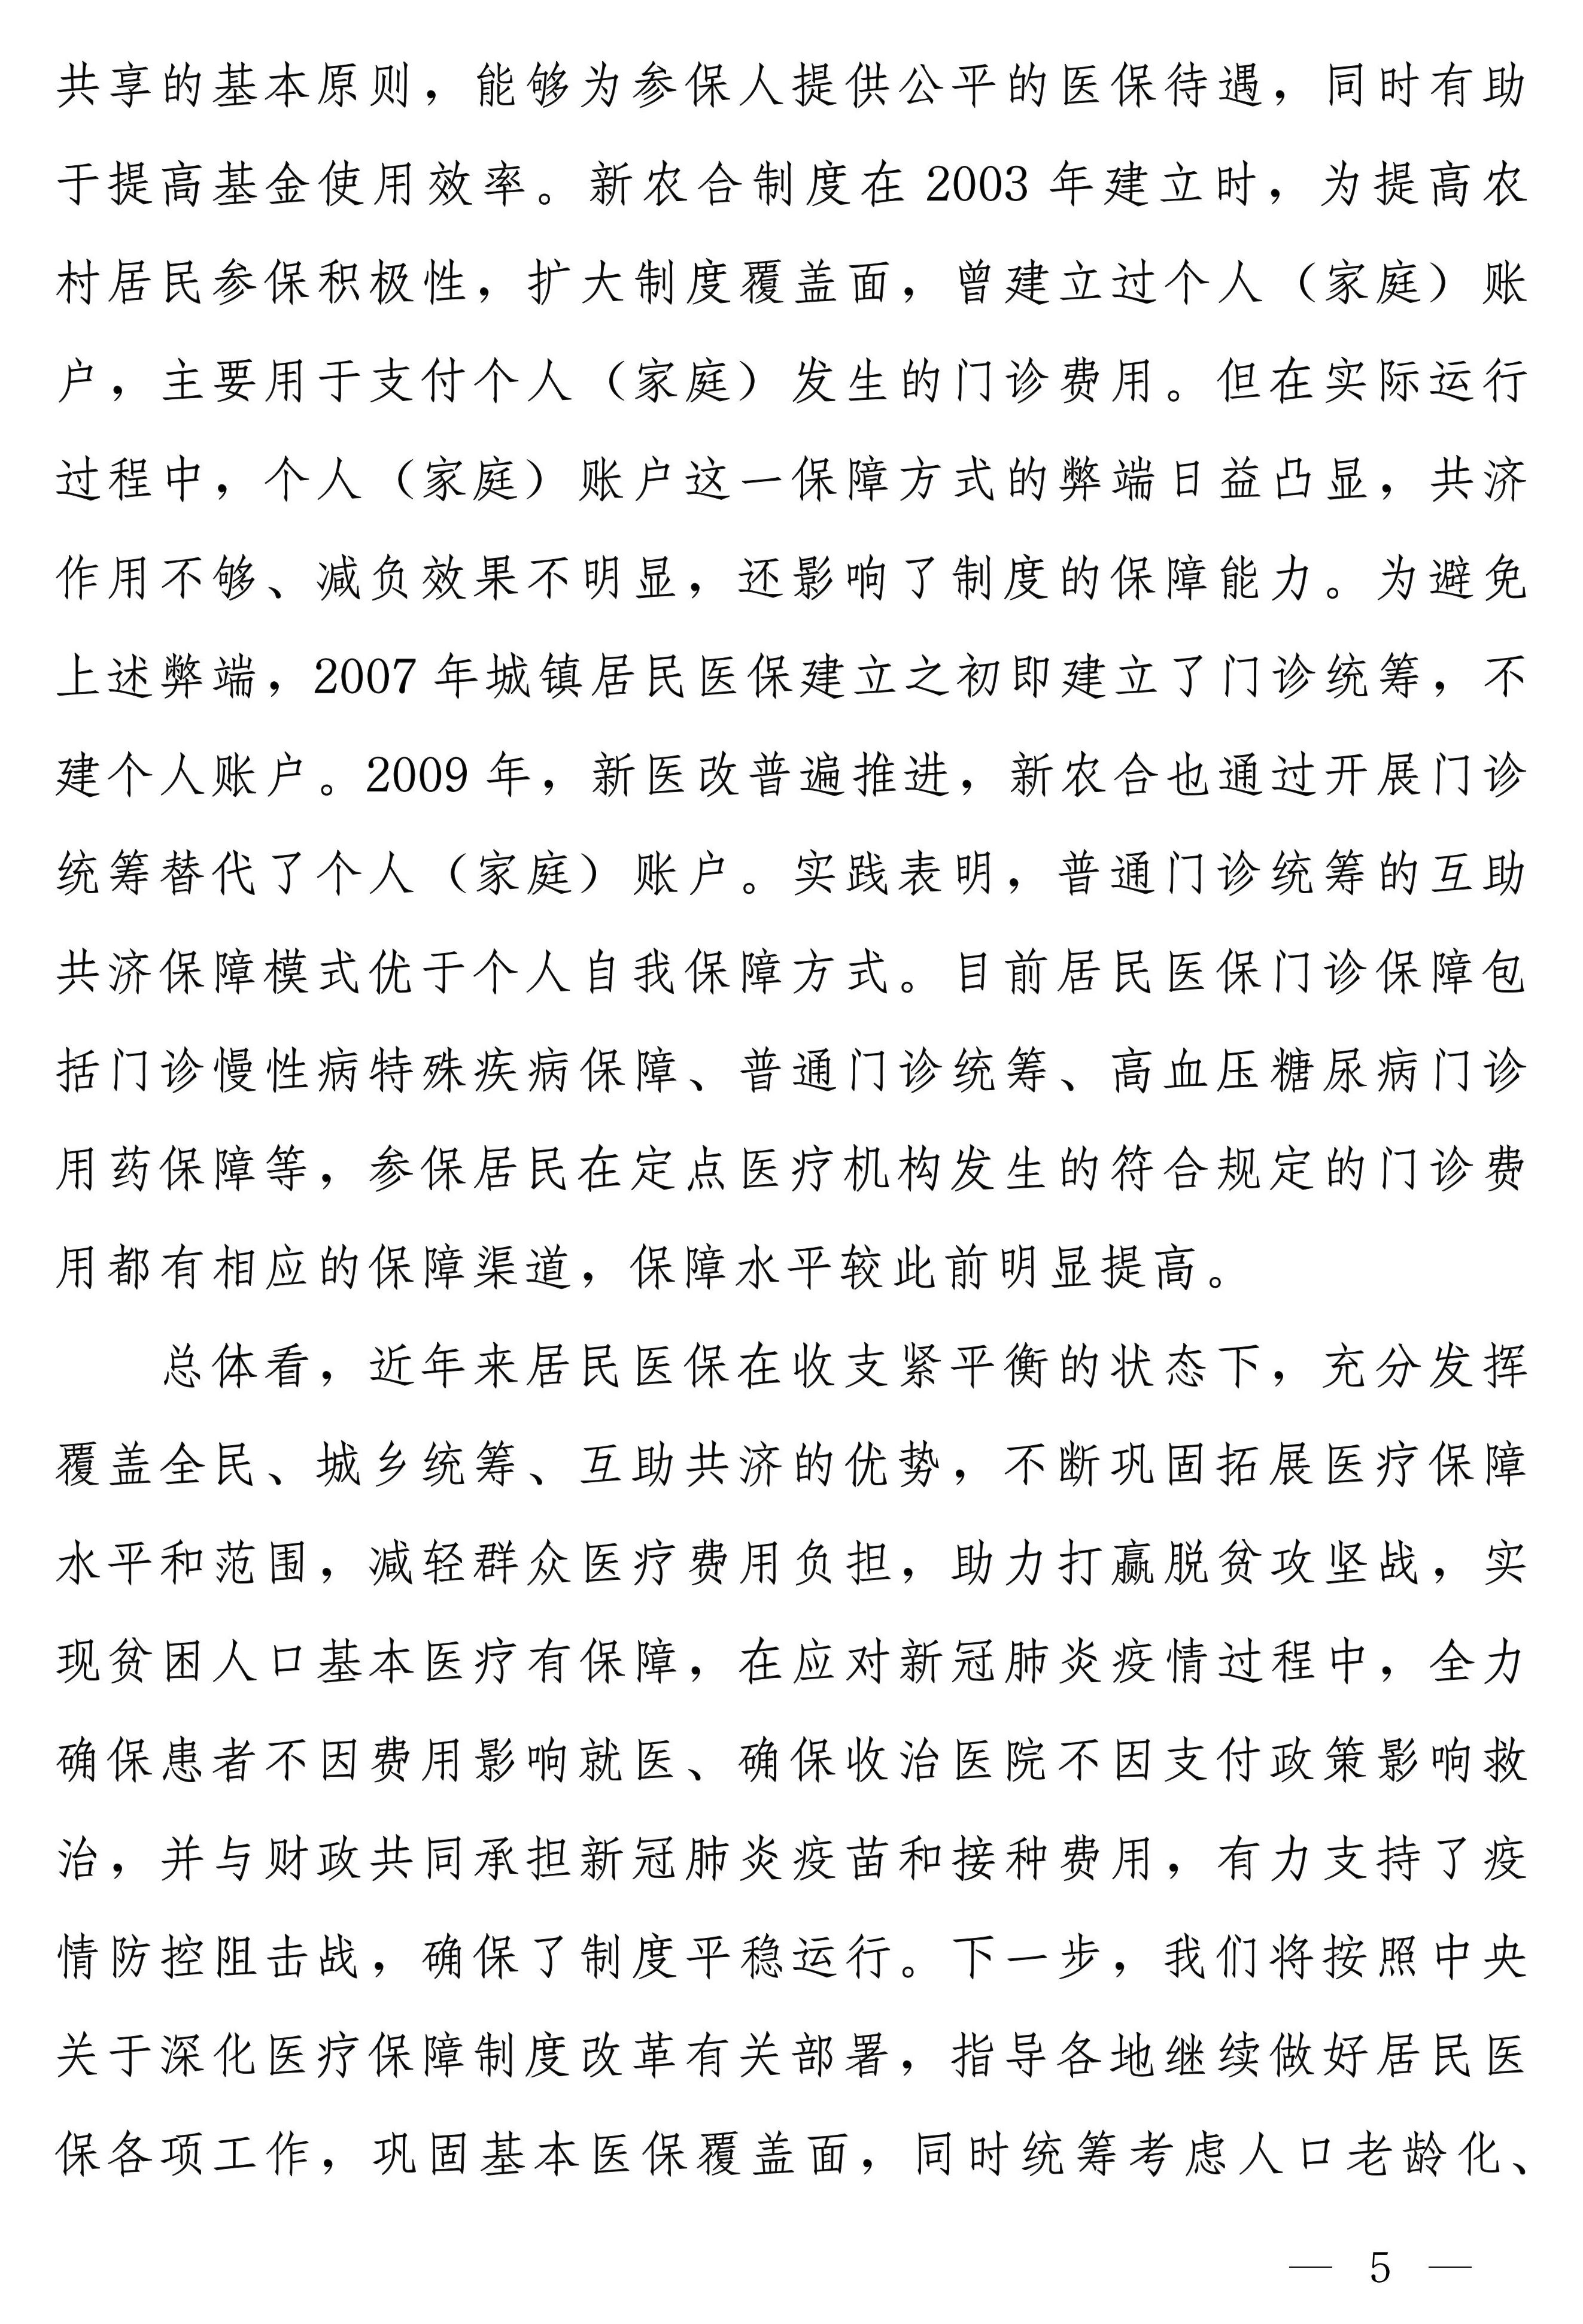 共享的基本原则，能够为参保人提供公平的医保待遇，同时有助
于提高基金使用效率。新农合制度在 2003 年建立时，为提高农
村居民参保积极性，扩大制度覆盖面，曾建立过个人（家庭）账
户，主要用于支付个人（家庭）发生的门诊费用。但在实际运行
过程中，个人（家庭）账户这一保障方式的弊端日益凸显，共济
作用不够、减负效果不明显，还影响了制度的保障能力。为避免
上述弊端，2007 年城镇居民医保建立之初即建立了门诊统筹，不
建个人账户。2009 年，新医改普遍推进，新农合也通过开展门诊
统筹替代了个人（家庭）账户。实践表明，普通门诊统筹的互助
共济保障模式优于个人自我保障方式。目前居民医保门诊保障包
括门诊慢性病特殊疾病保障、普通门诊统筹、高血压糖尿病门诊
用药保障等，参保居民在定点医疗机构发生的符合规定的门诊费
用都有相应的保障渠道，保障水平较此前明显提高。
总体看，近年来居民医保在收支紧平衡的状态下，充分发挥
覆盖全民、城乡统筹、互助共济的优势，不断巩固拓展医疗保障
水平和范围，减轻群众医疗费用负担，助力打赢脱贫攻坚战，实
现贫困人口基本医疗有保障，在应对新冠肺炎疫情过程中，全力
确保患者不因费用影响就医、确保收治医院不因支付政策影响救
治，并与财政共同承担新冠肺炎疫苗和接种费用，有力支持了疫
情防控阻击战，确保了制度平稳运行。下一步，我们将按照中央
关于深化医疗保障制度改革有关部署，指导各地继续做好居民医
保各项工作，巩固基本医保覆盖面，同时统筹考虑人口老龄化、
— 5 —